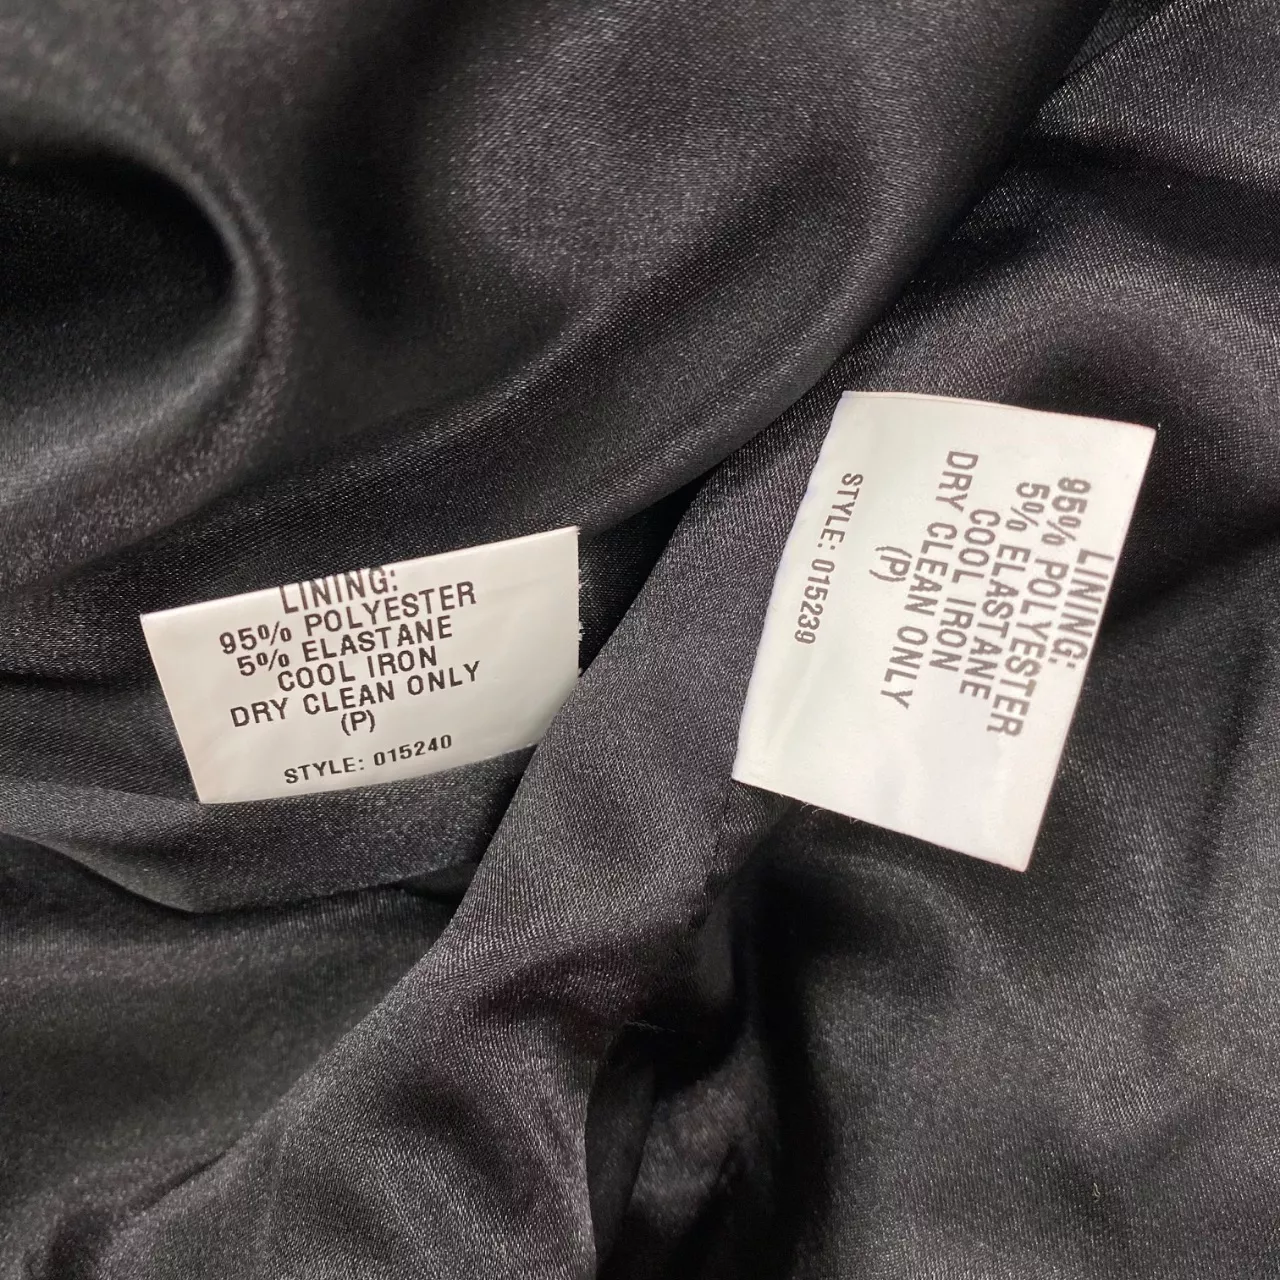 LINING:
95% POLYESTER
5% ELASTANE
COOL IRON
DRY CLEAN ONLY
(P)
STYLE: 015240
LINING:
95% POLYESTER
5% ELASTANE
COOL IRON
DRY CLEAN ONLY
(P)
STYLE: 015239